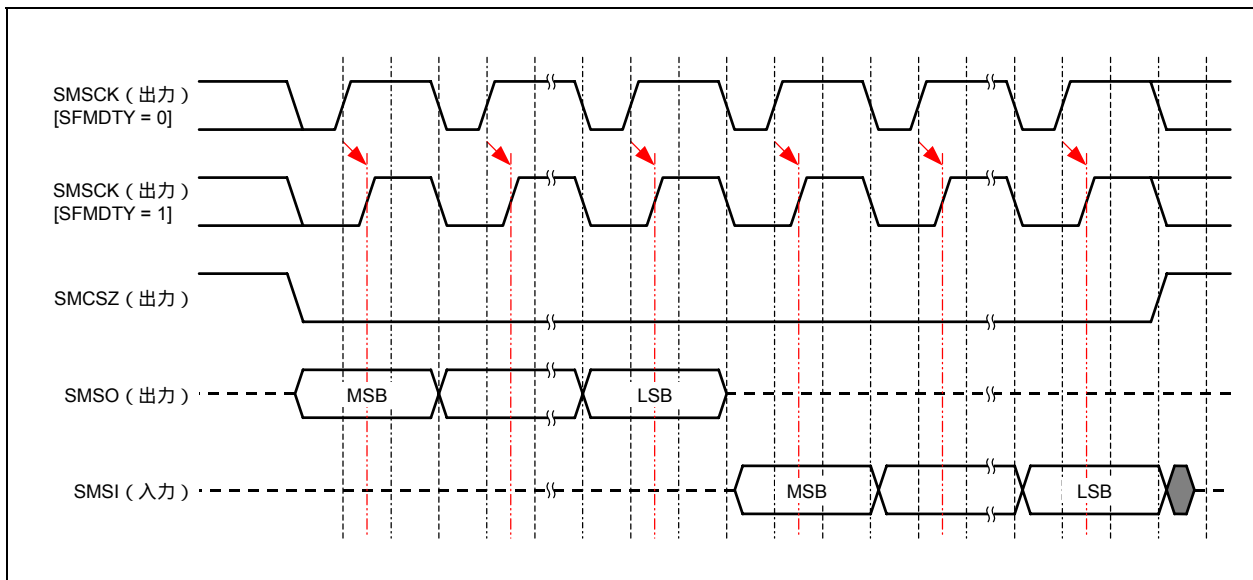 SMSCK（出力）
[SFMDTY = 0]
SMSCK（出力）
[SFMDTY = 1]
SMCSZ（出力）
SMSO（出力）
MSB
LSB
SMSI（入力）
MSB
LSB